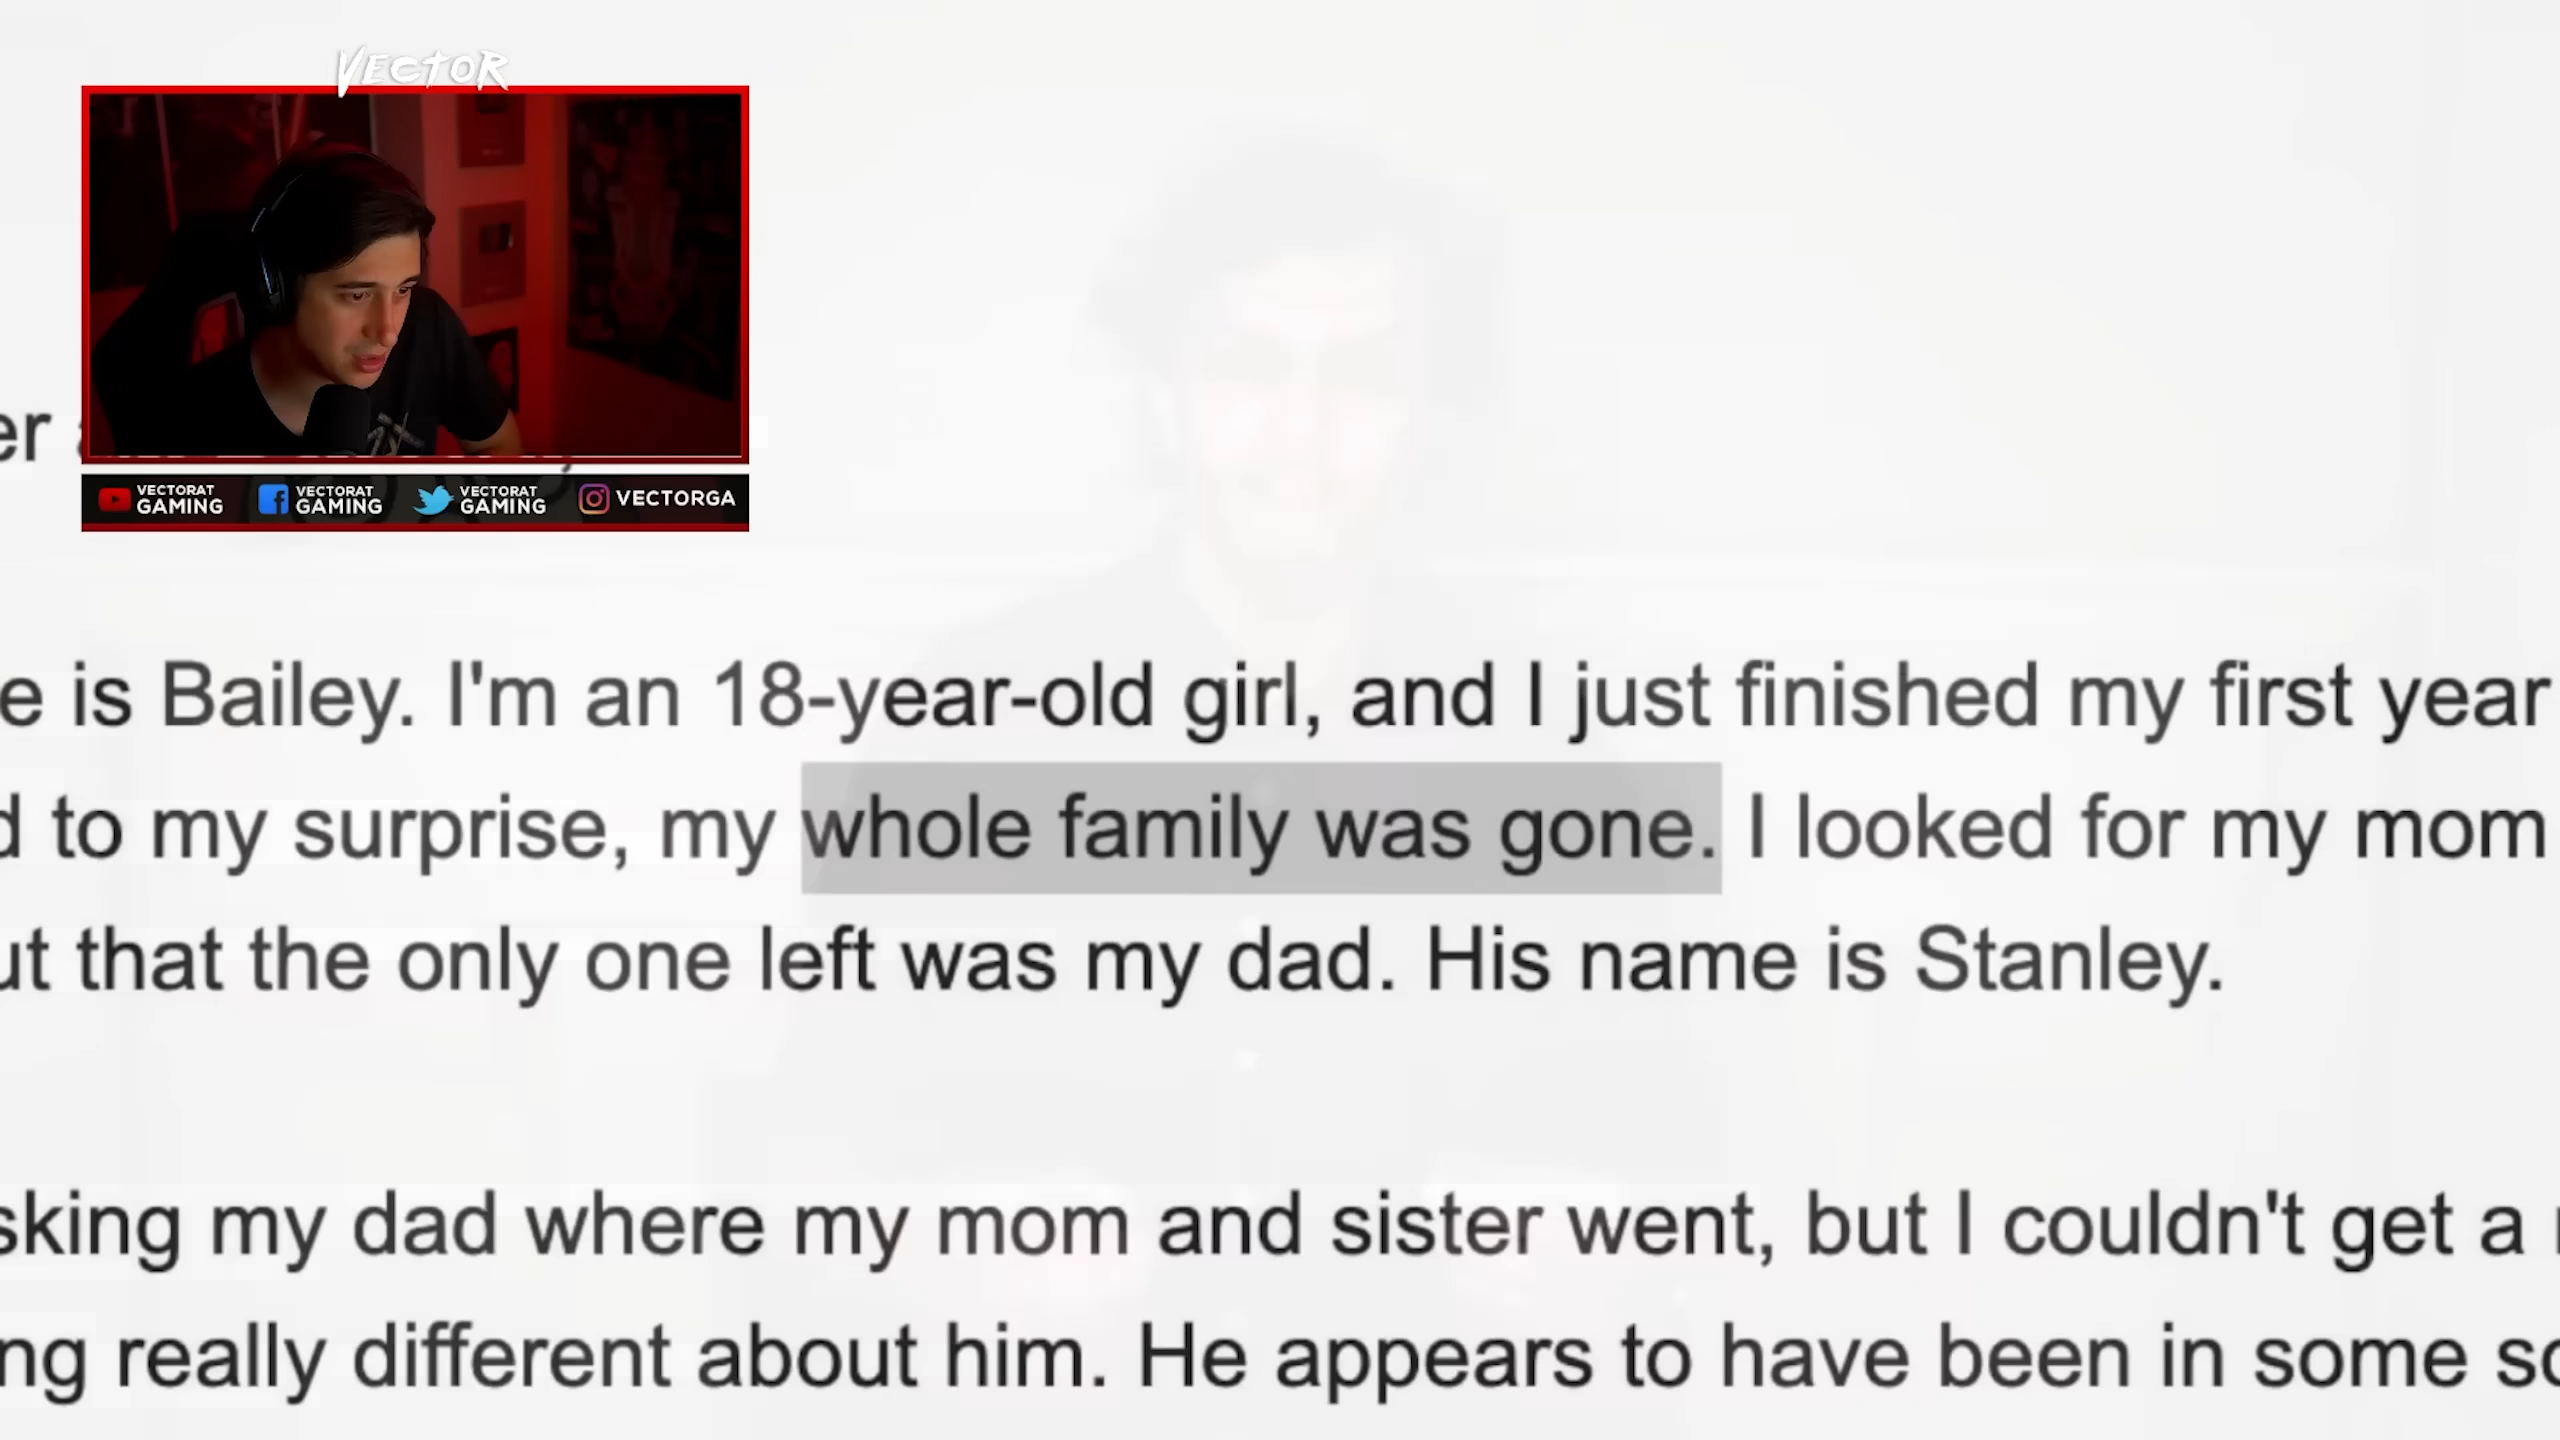 VECTOR
er
VECTORAT GAMING VECTORAT GAMING VECTORAT GAMING VECTORGA
e is Bailey. I'm an 18-year-old girl, and I just finished my first year
d to my surprise, my whole family was gone. I looked for my mom
ut that the only one left was my dad. His name is Stanley.
sking my dad where my mom and sister went, but I couldn't get a
ng really different about him. He appears to have been in some so